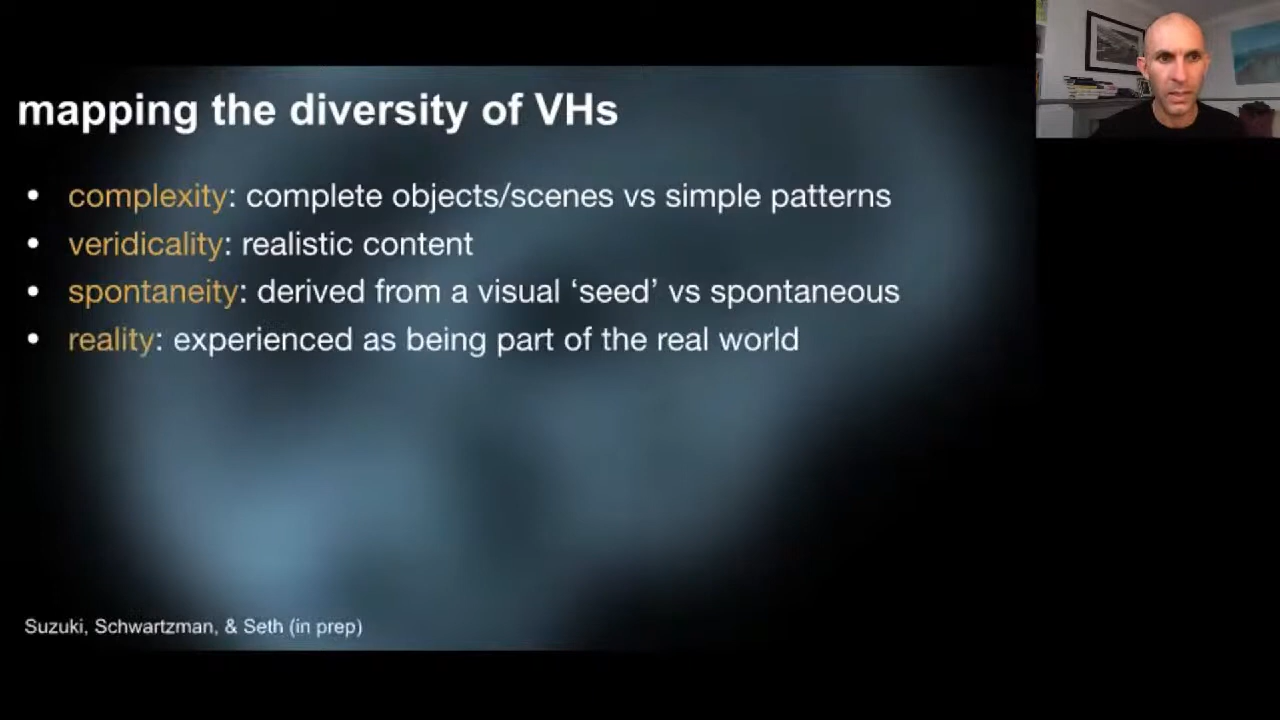 mapping the diversity of VHs
• complexity: complete objects/scenes vs simple patterns
• veridicality: realistic content
• spontaneity: derived from a visual ‘seed’ vs spontaneous
• reality: experienced as being part of the real world
Suzuki, Schwartzman, & Seth (in prep)